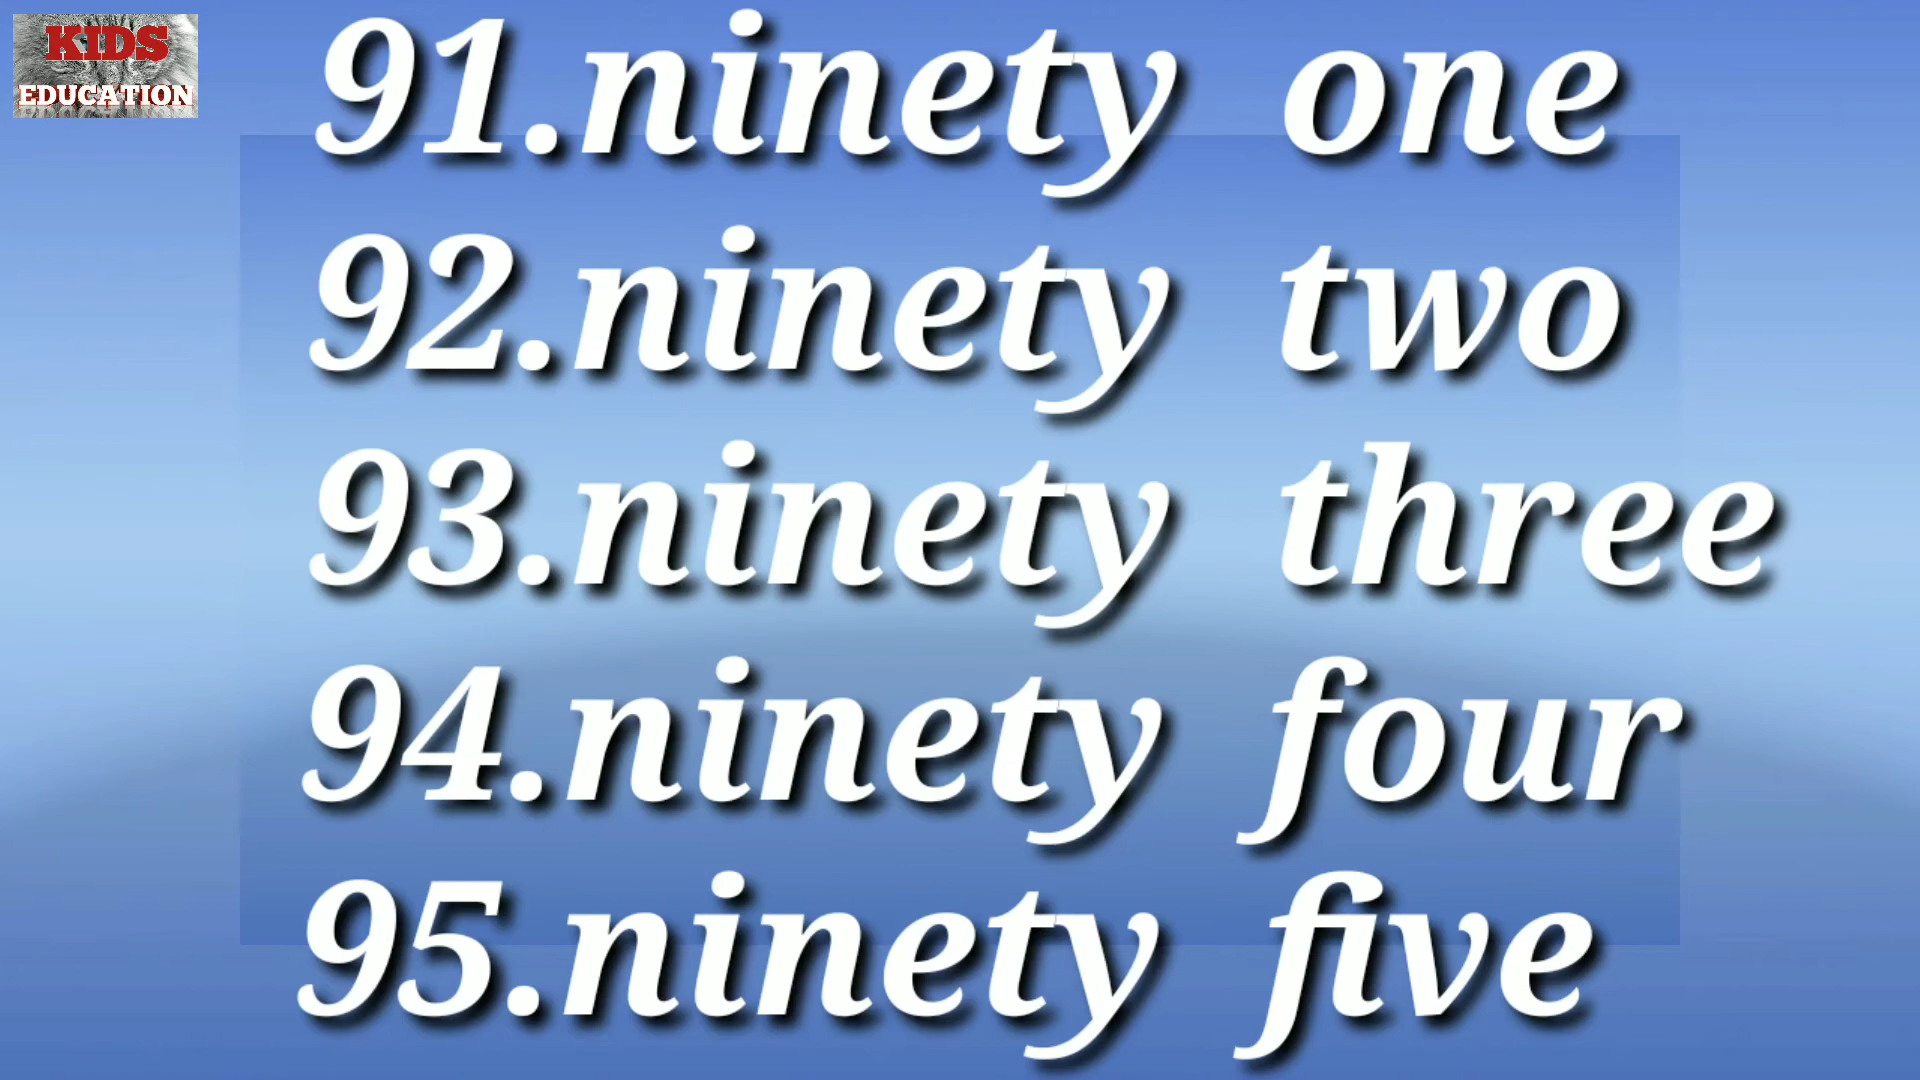 KIDS
EDUCATION
91.ninety one
92.ninety two
93.ninety three
94.ninety four
95.ninety five